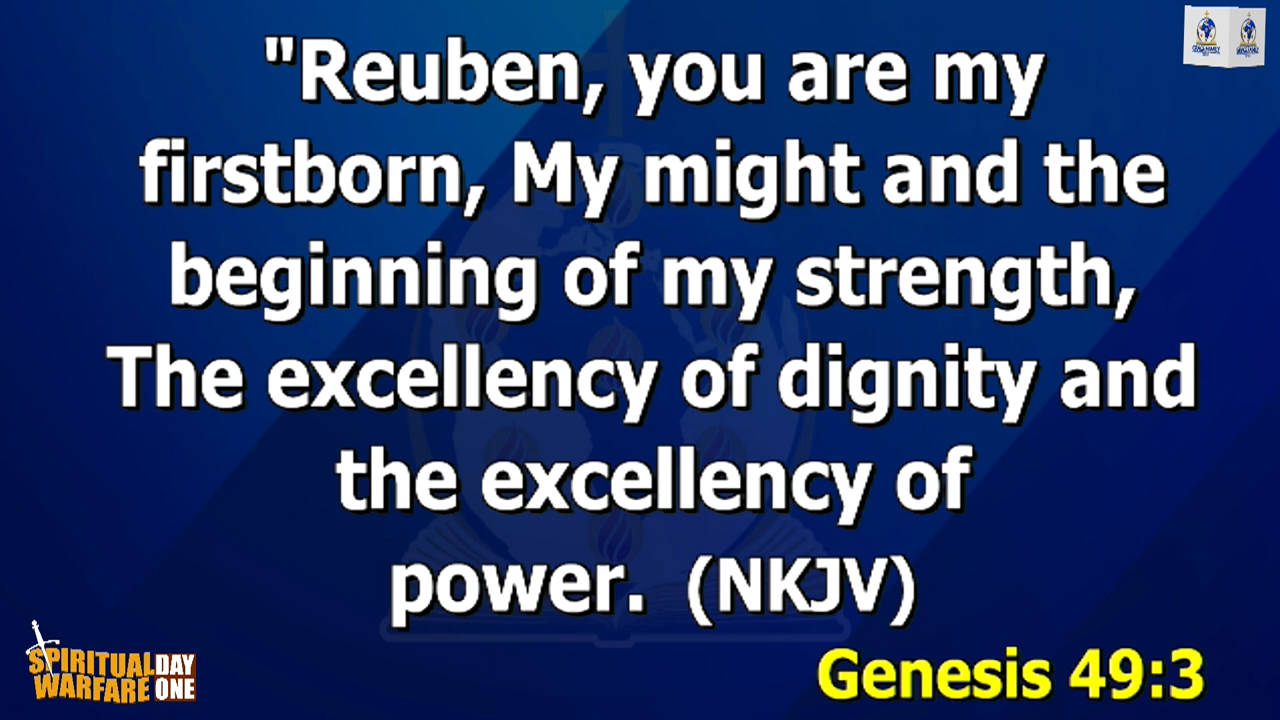 "Reuben, you are my
firstborn, My might and the
beginning of my strength,
The excellency of dignity and
the excellency of
power. (NKJV)
Genesis 49:3
SPIRITUAL DAY
WARFARE ONE